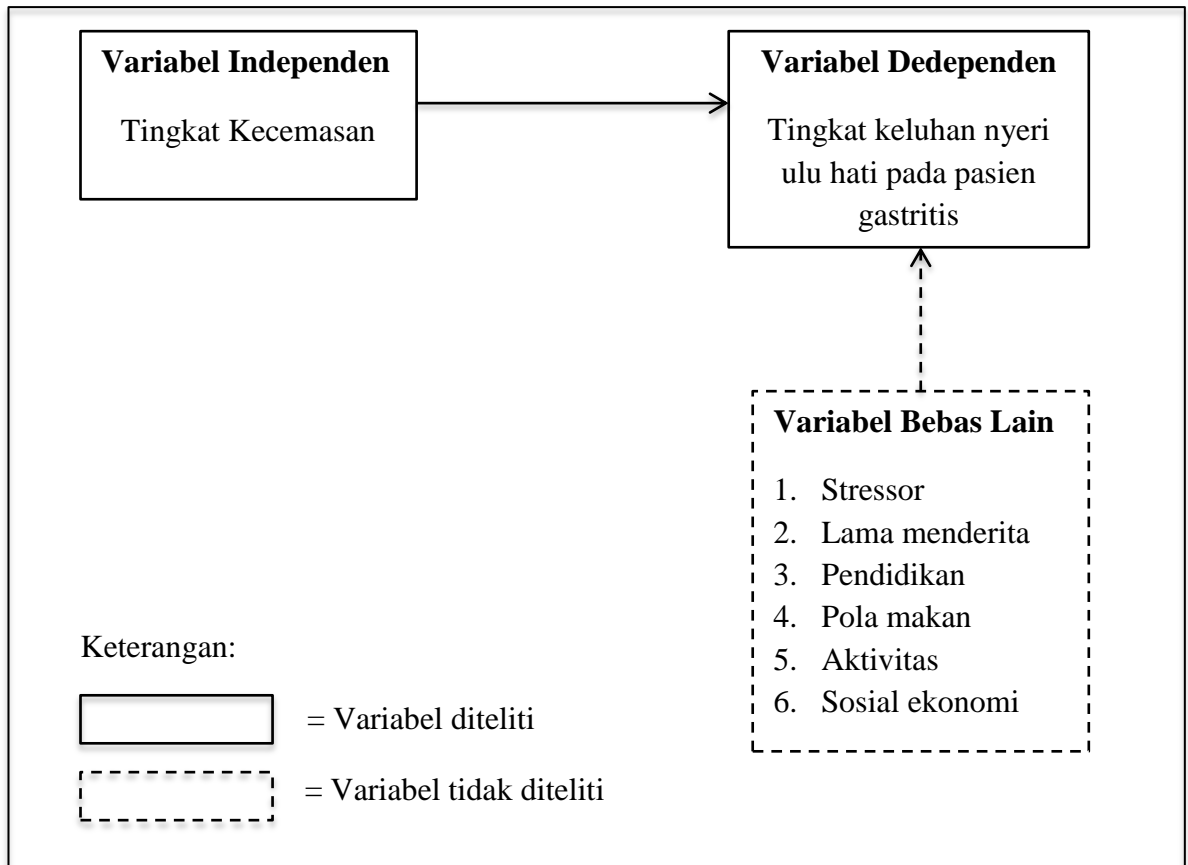 Variabel Independen
Tingkat Kecemasan
Variabel Dedependen
Tingkat keluhan nyeri
ulu hati pada pasien
gastritis
Variabel Bebas Lain
1. Stressor
2. Lama menderita
3. Pendidikan
4. Pola makan
5. Aktivitas
6. Sosial ekonomi
Keterangan:
= Variabel diteliti
= Variabel tidak diteliti